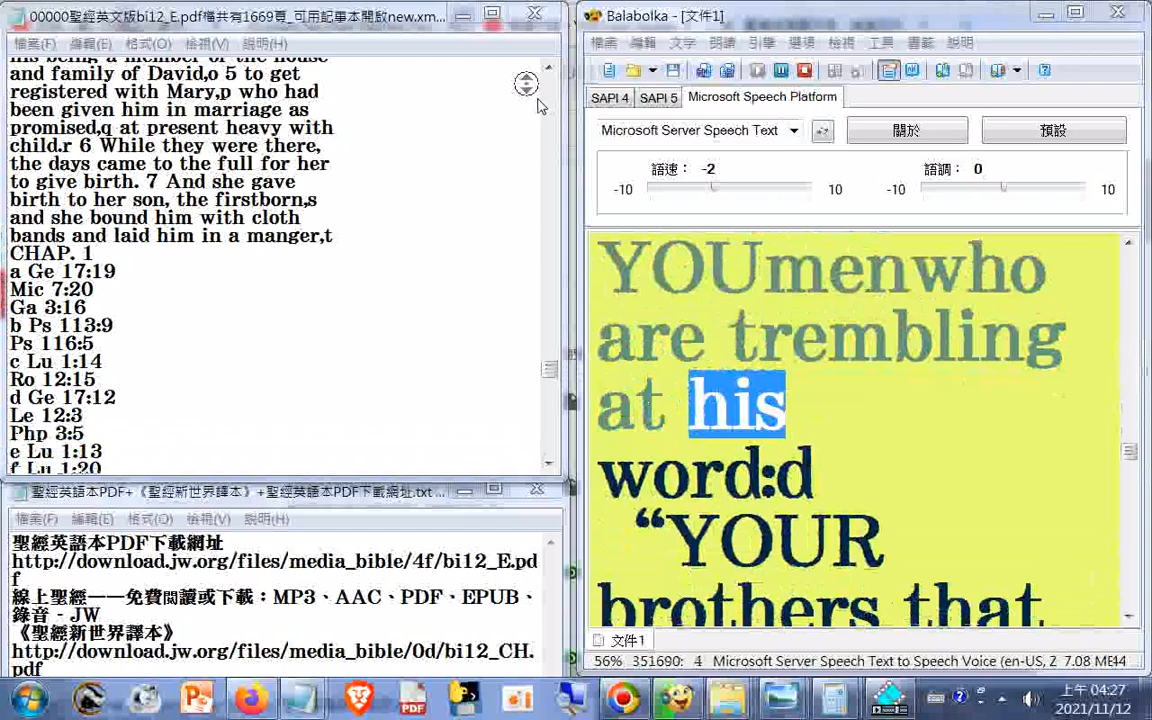 00000聖經英文版bi12_E.pdf檔共有1669頁_可用記事本開啟new.xm...
檔案(F) 編輯(E) 格式(O) 檢視(V) 說明(H)
his being a member of the house
and family of David,o 5 to get
registered with Mary,p who had
been given him in marriage as
promised,q at present heavy with
child.r 6 While they were there,
the days came to the full for her
to give birth. 7 And she gave
birth to her son, the firstborn,s
and she bound him with cloth
bands and laid him in a manger,t
CHAP. 1
a Ge 17:19
Mic 7:20
Ga 3:16
b Ps 113:9
Ps 116:5
c Lu 1:14
Ro 12:15
d Ge 17:12
Le 12:3
Php 3:5
e Lu 1:13
f Lu 1:20
聖經英語本PDF+《聖經新世界譯本》+聖經英語本PDF下載網址.txt ...
檔案(F) 編輯(E) 格式(O) 檢視(V) 說明(H)
聖經英語本PDF下載網址
http://download.jw.org/files/media_bible/4f/bi12_E.pd
f
線上聖經──免費閱讀或下載：MP3、AAC、PDF、EPUB、
錄音 - JW
《聖經新世界譯本》
http://download.jw.org/files/media_bible/0d/bi12_CH.
pdf
Balabolka - [文件1]
檔案 編輯 文字 朗讀 引擎 選項 檢視 工具 書籤 說明
SAPI 4 SAPI 5 Microsoft Speech Platform
Microsoft Server Speech Text 關於 預設
語速： -2 語調： 0
-10 10 -10 10
YOUmenwho
are trembling
at his
word:d
“YOUR
brothers that
文件1
56% 351690: 4 Microsoft Server Speech Text to Speech Voice (en-US, Z 7.08 ME44
上午 04:27
2021/11/12